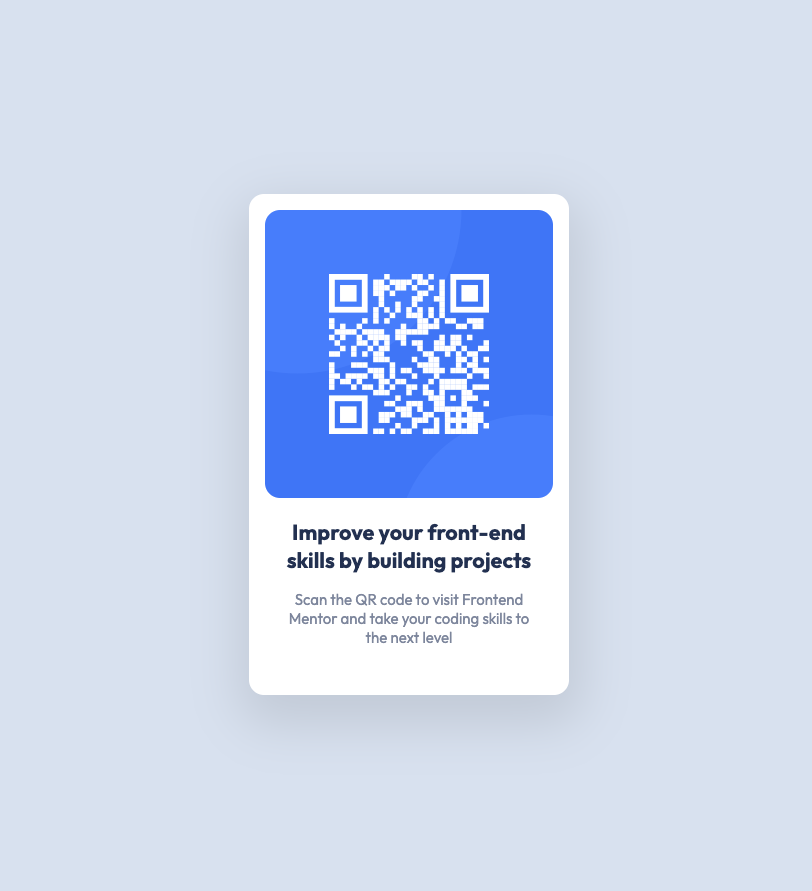 Improve your front-end
skills by building projects
Scan the QR code to visit Frontend
Mentor and take your coding skills to
the next level